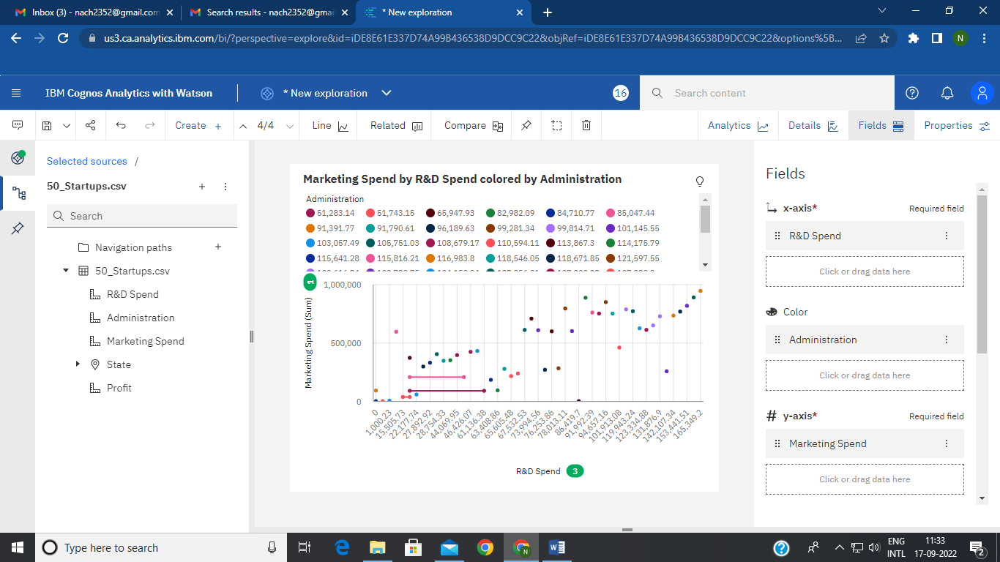 Inbox (3) - nach2352@gmail.com
Search results - nach2352@gmail
* New exploration
us3.ca.analytics.ibm.com/bi/?perspective=explore&id=iDE8E61E337D74A99B436538D9DCC9C22&objRef=iDE8E61E337D74A99B436538D9DCC9C22&options%5B...
N
IBM Cognos Analytics with Watson
* New exploration
16
Search content
Create +
4/4
Line
Related
Compare
Analytics
Details
Fields
Properties
Selected sources /
50_Startups.csv
Search
Navigation paths
50_Startups.csv
R&D Spend
Administration
Marketing Spend
State
Profit
Marketing Spend by R&D Spend colored by Administration
Administration
51,283.14 51,743.15 65,947.93 82,982.09 84,710.77 85,047.44
91,391.77 91,790.61 96,189.63 99,281.34 99,814.71 101,145.55
103,057.49 105,751.03 108,679.17 110,594.11 113,867.3 114,175.79
115,641.28 115,816.21 116,983.8 118,546.05 118,671.85 121,597.55
1
Marketing Spend (Sum)
1,000,000
500,000
0
0 1,000.23 15,505.73 22,177.74 27,892.92 28,754.33 44,069.95 46,426.07 61,136.38 63,408.86 65,605.48 67,532.53 73,994.56 76,253.86 78,013.11 86,419.7 91,992.39 94,657.16 101,913.08 119,943.24 123,334.88 131,876.9 142,107.34 153,441.51 165,349.2
R&D Spend 3
Fields
x-axis* Required field
R&D Spend
Click or drag data here
Color
Administration
Click or drag data here
# y-axis* Required field
Marketing Spend
Click or drag data here
Type here to search
N
W
ENG
INTL
11:33
17-09-2022
2